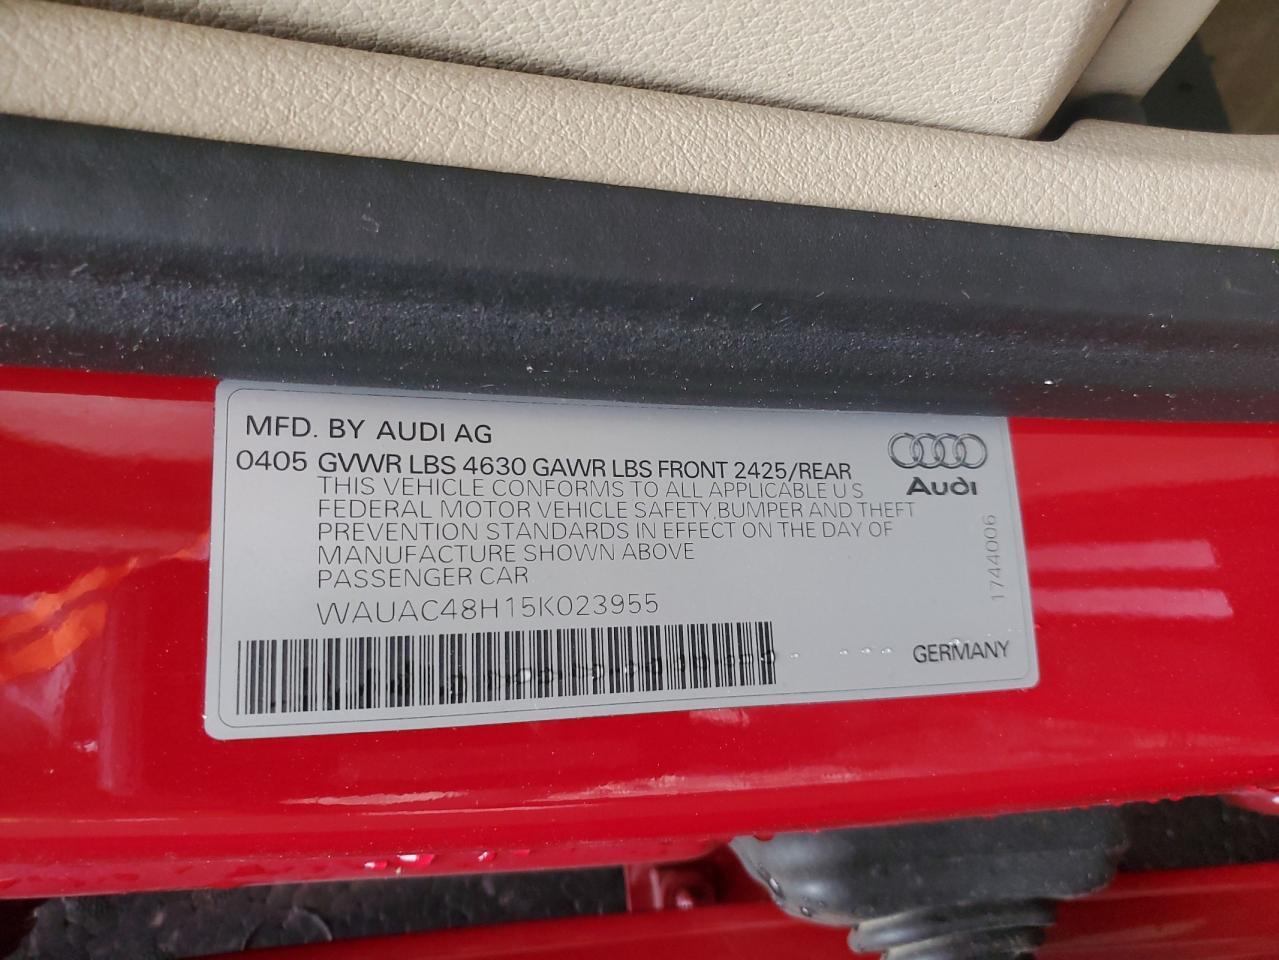 MFD. BY AUDI AG
0405 GVWR LBS 4630 GAWR LBS FRONT 2425/REAR
THIS VEHICLE CONFORMS TO ALL APPLICABLE U S
FEDERAL MOTOR VEHICLE SAFETY, BUMPER AND THEFT
PREVENTION STANDARDS IN EFFECT ON THE DAY OF
MANUFACTURE SHOWN ABOVE
PASSENGER CAR
WAUAC48H15K023955
Audi
1744006
GERMANY